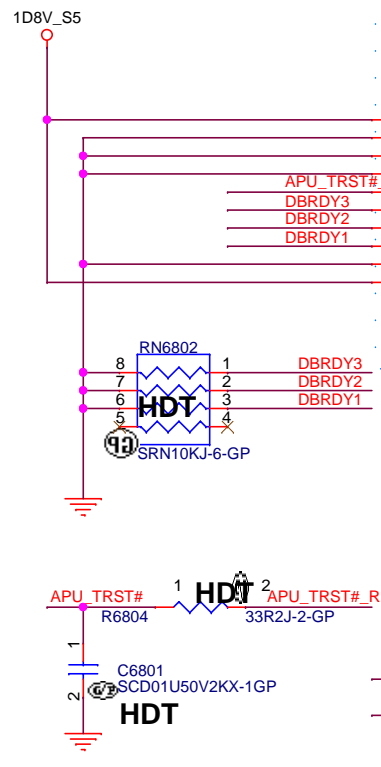 1D8V_S5
APU_TRST#_
DBRDY3
DBRDY2
DBRDY1
RN6802
8 1 DBRDY3
7 2 DBRDY2
6 HDT 3 DBRDY1
5 4
SRN10KJ-6-GP
1 HDT 2
APU_TRST# APU_TRST#_R
R6804 33R2J-2-GP
1
C6801
SCD01U50V2KX-1GP
2
HDT